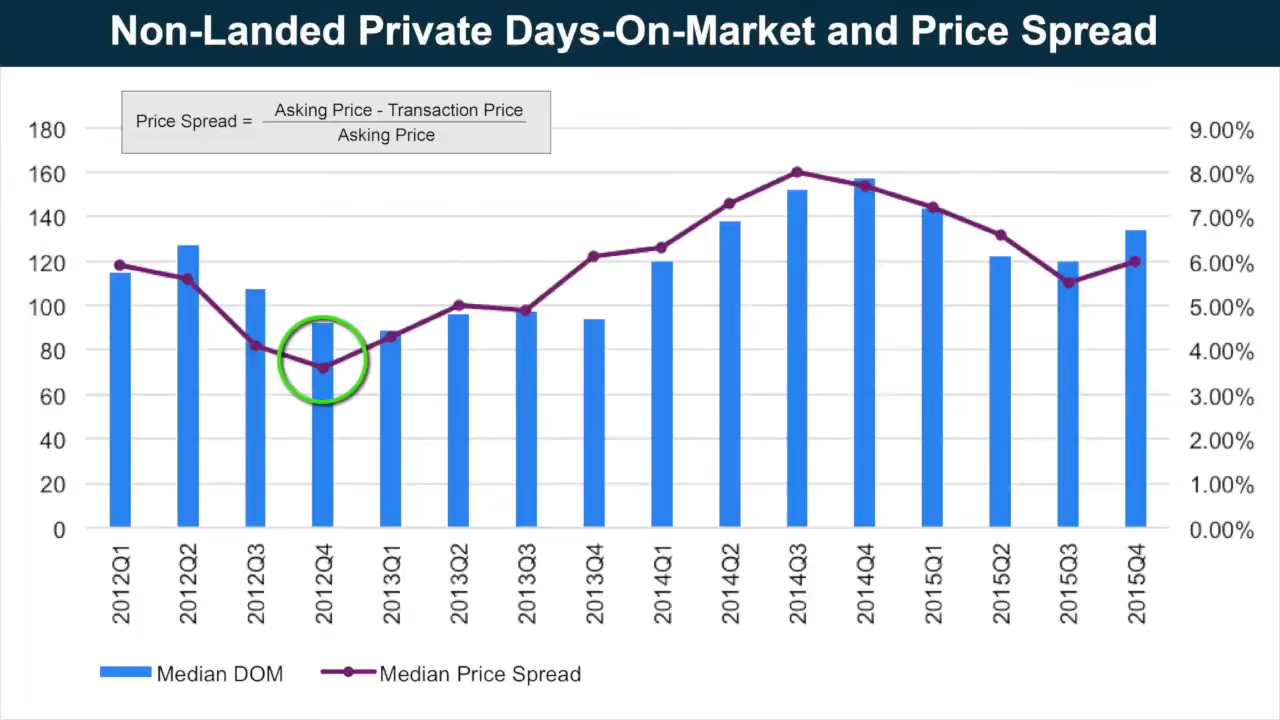 Non-Landed Private Days-On-Market and Price Spread
Price Spread = Asking Price - Transaction Price
Asking Price
180
160
140
120
100
80
60
40
20
0
9.00%
8.00%
7.00%
6.00%
5.00%
4.00%
3.00%
2.00%
1.00%
0.00%
2012Q1
2012Q2
2012Q3
2012Q4
2013Q1
2013Q2
2013Q3
2013Q4
2014Q1
2014Q2
2014Q3
2014Q4
2015Q1
2015Q2
2015Q3
2015Q4
Median DOM
Median Price Spread